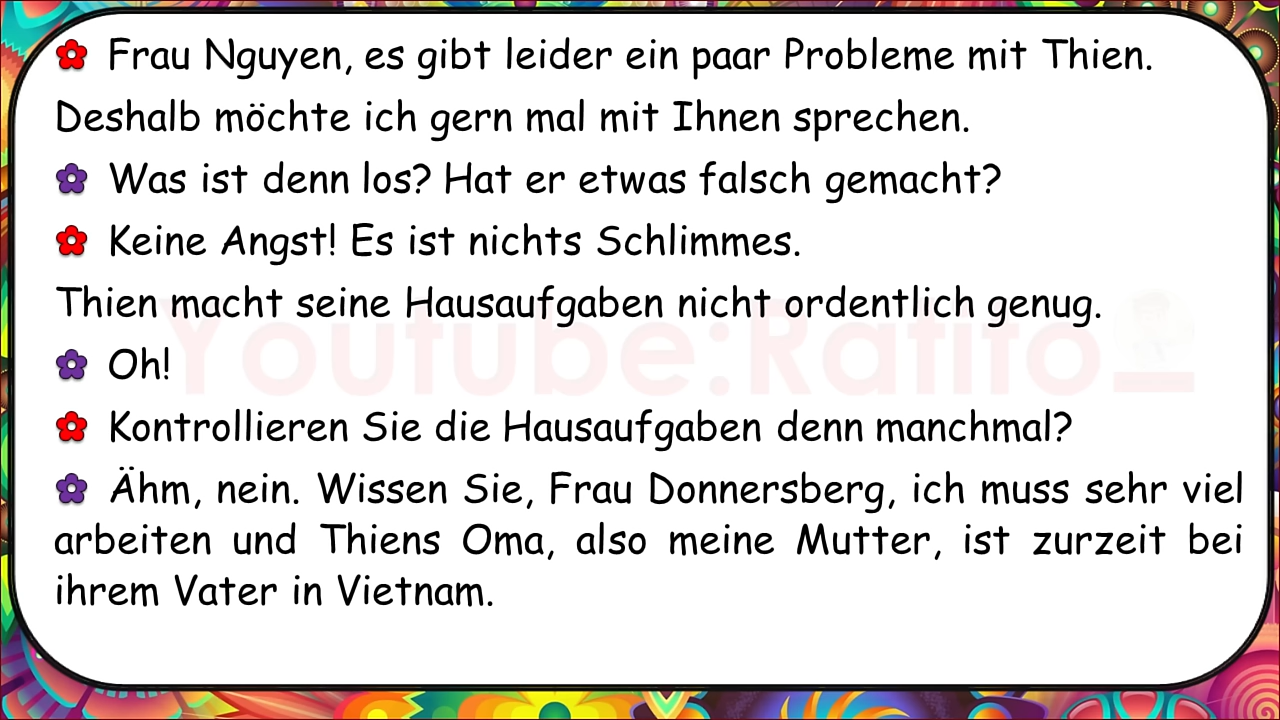 Frau Nguyen, es gibt leider ein paar Probleme mit Thien.
Deshalb möchte ich gern mal mit Ihnen sprechen.
Was ist denn los? Hat er etwas falsch gemacht?
Keine Angst! Es ist nichts Schlimmes.
Thien macht seine Hausaufgaben nicht ordentlich genug.
Youtube:Ratito
Oh!
Kontrollieren Sie die Hausaufgaben denn manchmal?
Ähm, nein. Wissen Sie, Frau Donnersberg, ich muss sehr viel
arbeiten und Thiens Oma, also meine Mutter, ist zurzeit bei
ihrem Vater in Vietnam.